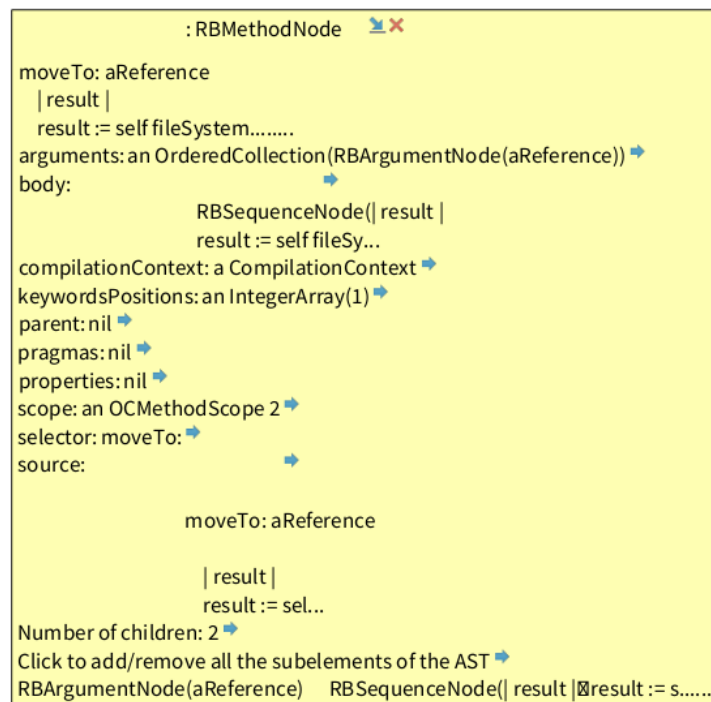 : RBMethodNode
moveTo: aReference
| result |
result := self fileSystem........
arguments: an OrderedCollection(RBArgumentNode(aReference))
body:
RBSequenceNode(| result |
result := self fileSy...
compilationContext: a CompilationContext
keywordsPositions: an IntegerArray(1)
parent: nil
pragmas: nil
properties: nil
scope: an OCMethodScope 2
selector: moveTo:
source:
moveTo: aReference
| result |
result := sel...
Number of children: 2
Click to add/remove all the subelements of the AST
RBArgumentNode(aReference) RBSequenceNode(| result |☒result := s......